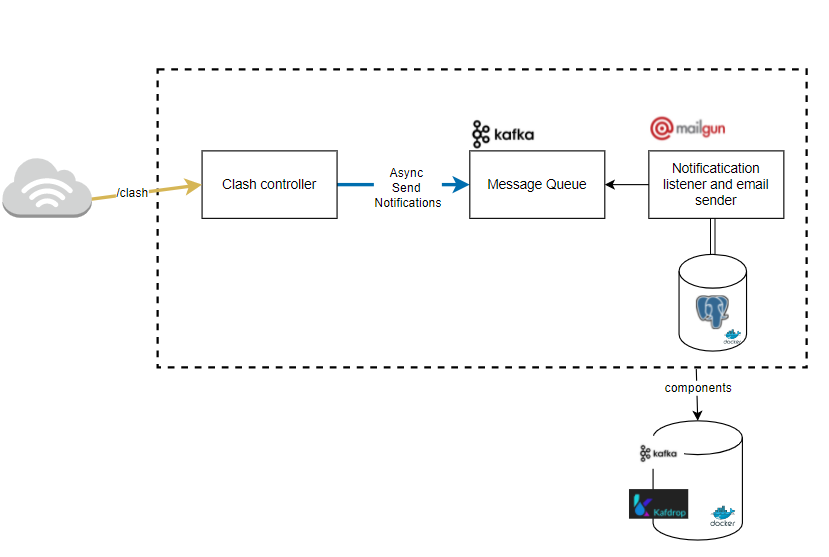 kafka
mailgun
/clash
Clash controller
Async
Send
Notifications
Message Queue
Notificatication
listener and email
sender
docker
components
kafka
Kafdrop
docker